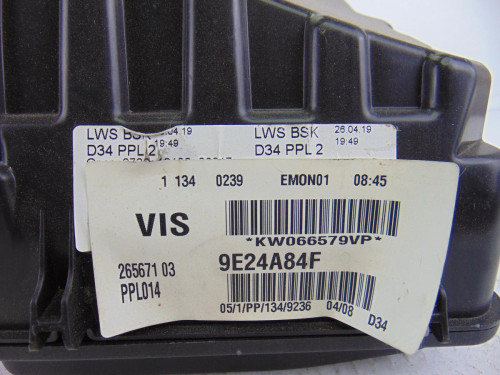 LWS BSK .04.19 LWS BSK 26.04.19
D34 PPL 2 19:49 D34 PPL 2 19:49
1 134 0239 EMON01 08:45
VIS
*KW066579VP*
265671 03 9E24A84F
PPL014
05/1/PP/134/9236 04/08 D34